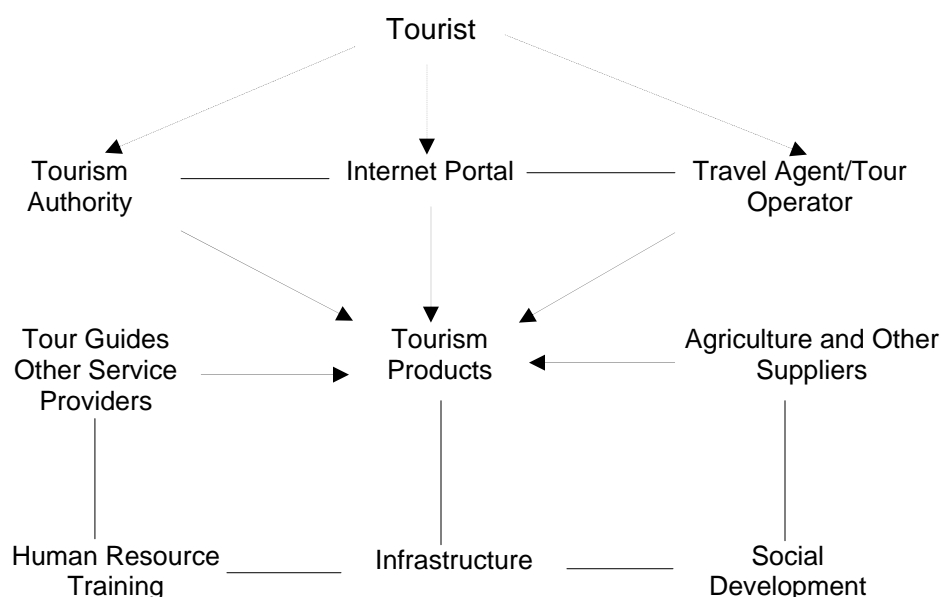 Tourist
Tourism
Authority
Internet Portal
Travel Agent/Tour
Operator
Tour Guides
Other Service
Providers
Tourism
Products
Agriculture and Other
Suppliers
Human Resource
Training
Infrastructure
Social
Development